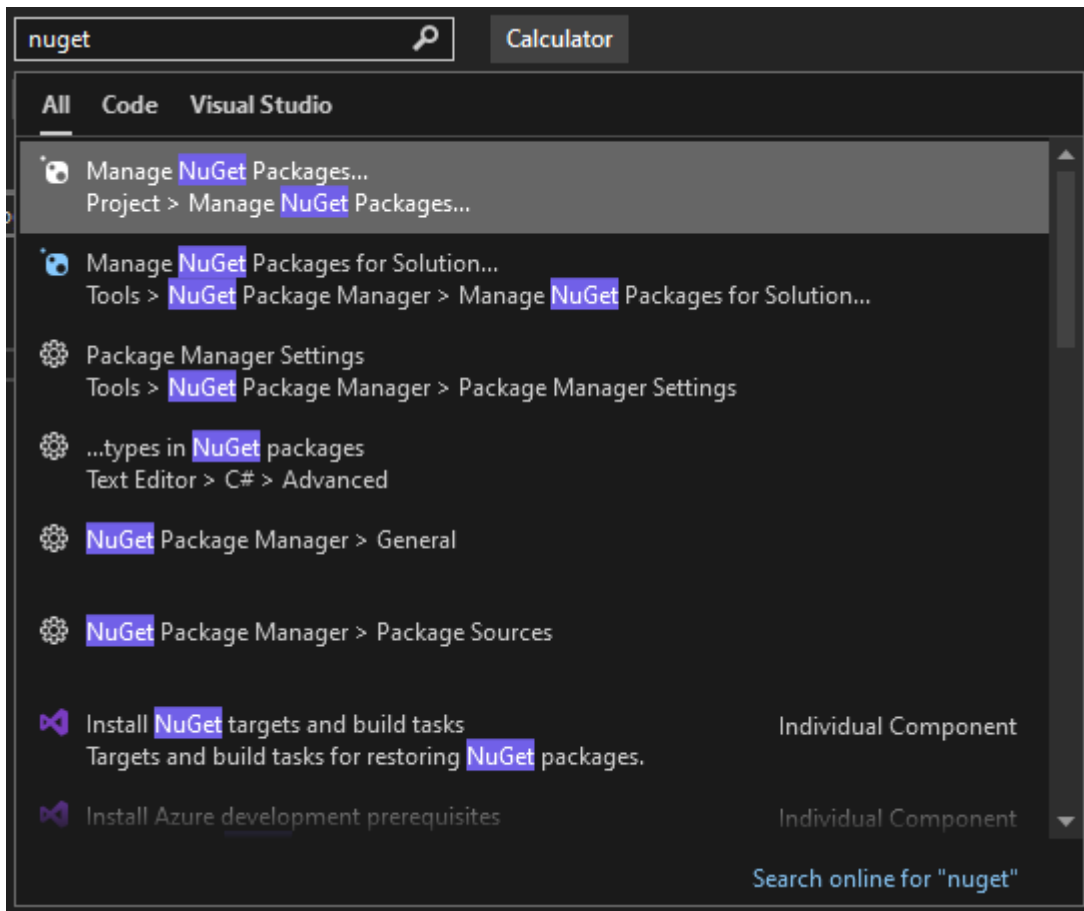 nuget
Calculator
All Code Visual Studio
Manage NuGet Packages...
Project > Manage NuGet Packages...
Manage NuGet Packages for Solution...
Tools > NuGet Package Manager > Manage NuGet Packages for Solution...
Package Manager Settings
Tools > NuGet Package Manager > Package Manager Settings
...types in NuGet packages
Text Editor > C# > Advanced
NuGet Package Manager > General
NuGet Package Manager > Package Sources
Install NuGet targets and build tasks Individual Component
Targets and build tasks for restoring NuGet packages.
Install Azure development prerequisites Individual Component
Search online for "nuget"